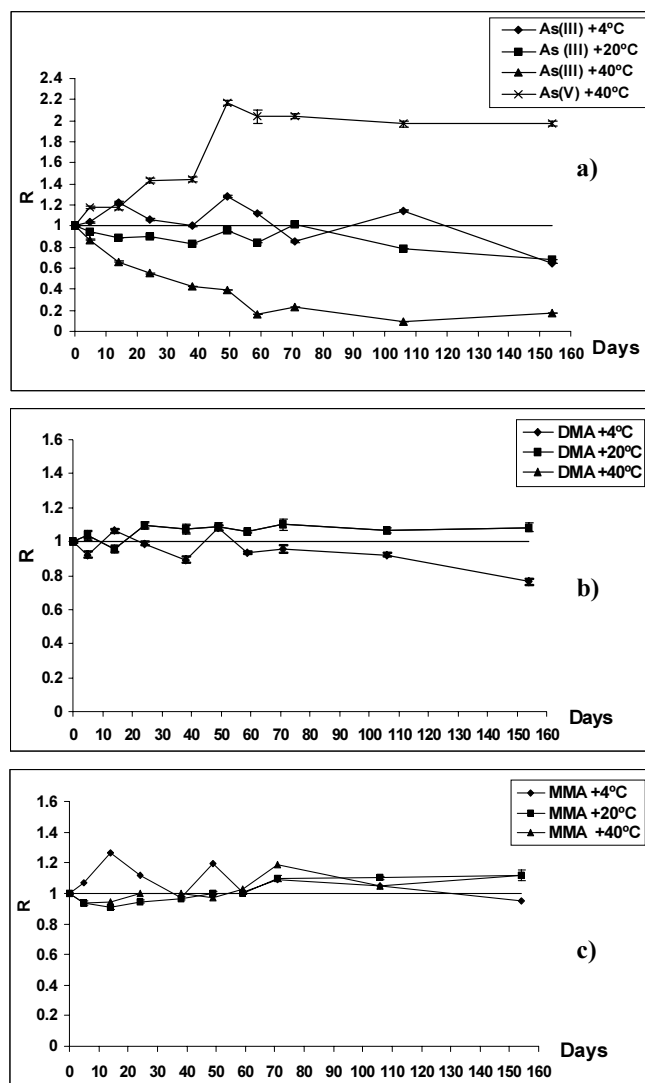 As(III) +4ºC
As (III) +20ºC
As(III) +40ºC
As(V) +40ºC
2.4
2.2
2
1.8
1.6
1.4
1.2
1
0.8
0.6
0.4
0.2
0
R
a)
0 10 20 30 40 50 60 70 80 90 100 110 120 130 140 150 160
Days
DMA +4ºC
DMA +20ºC
DMA +40ºC
1.6
1.4
1.2
1
0.8
0.6
0.4
0.2
0
R
b)
Days
0 10 20 30 40 50 60 70 80 90 100 110 120 130 140 150 160
MMA +4ºC
MMA +20ºC
MMA +40ºC
1.6
1.4
1.2
1
0.8
0.6
0.4
0.2
0
R
c)
0 10 20 30 40 50 60 70 80 90 100 110 120 130 140 150 160
Days